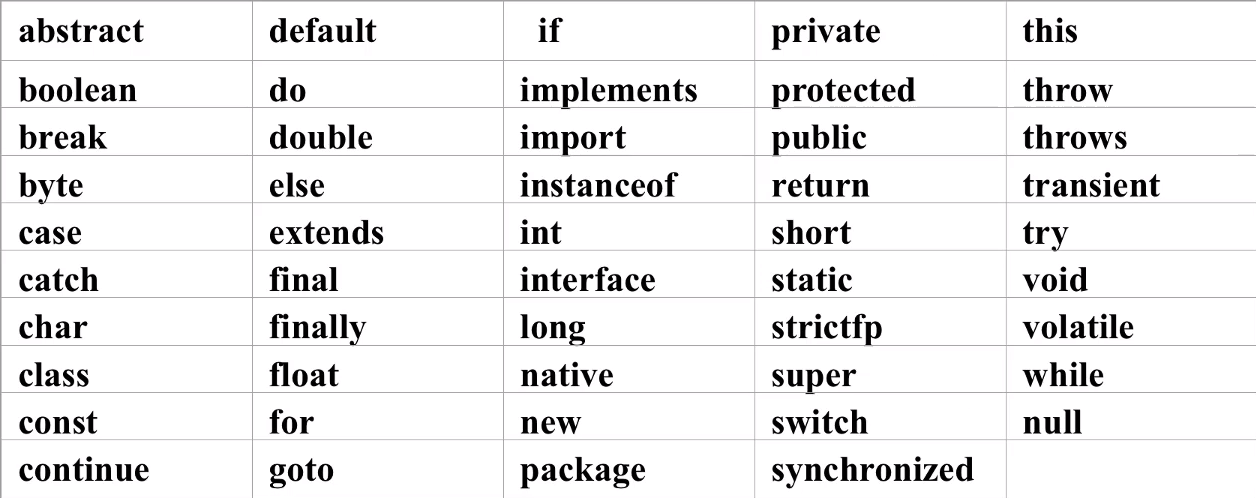 abstract default if private this
boolean do implements protected throw
break double import public throws
byte else instanceof return transient
case extends int short try
catch final interface static void
char finally long strictfp volatile
class float native super while
const for new switch null
continue goto package synchronized